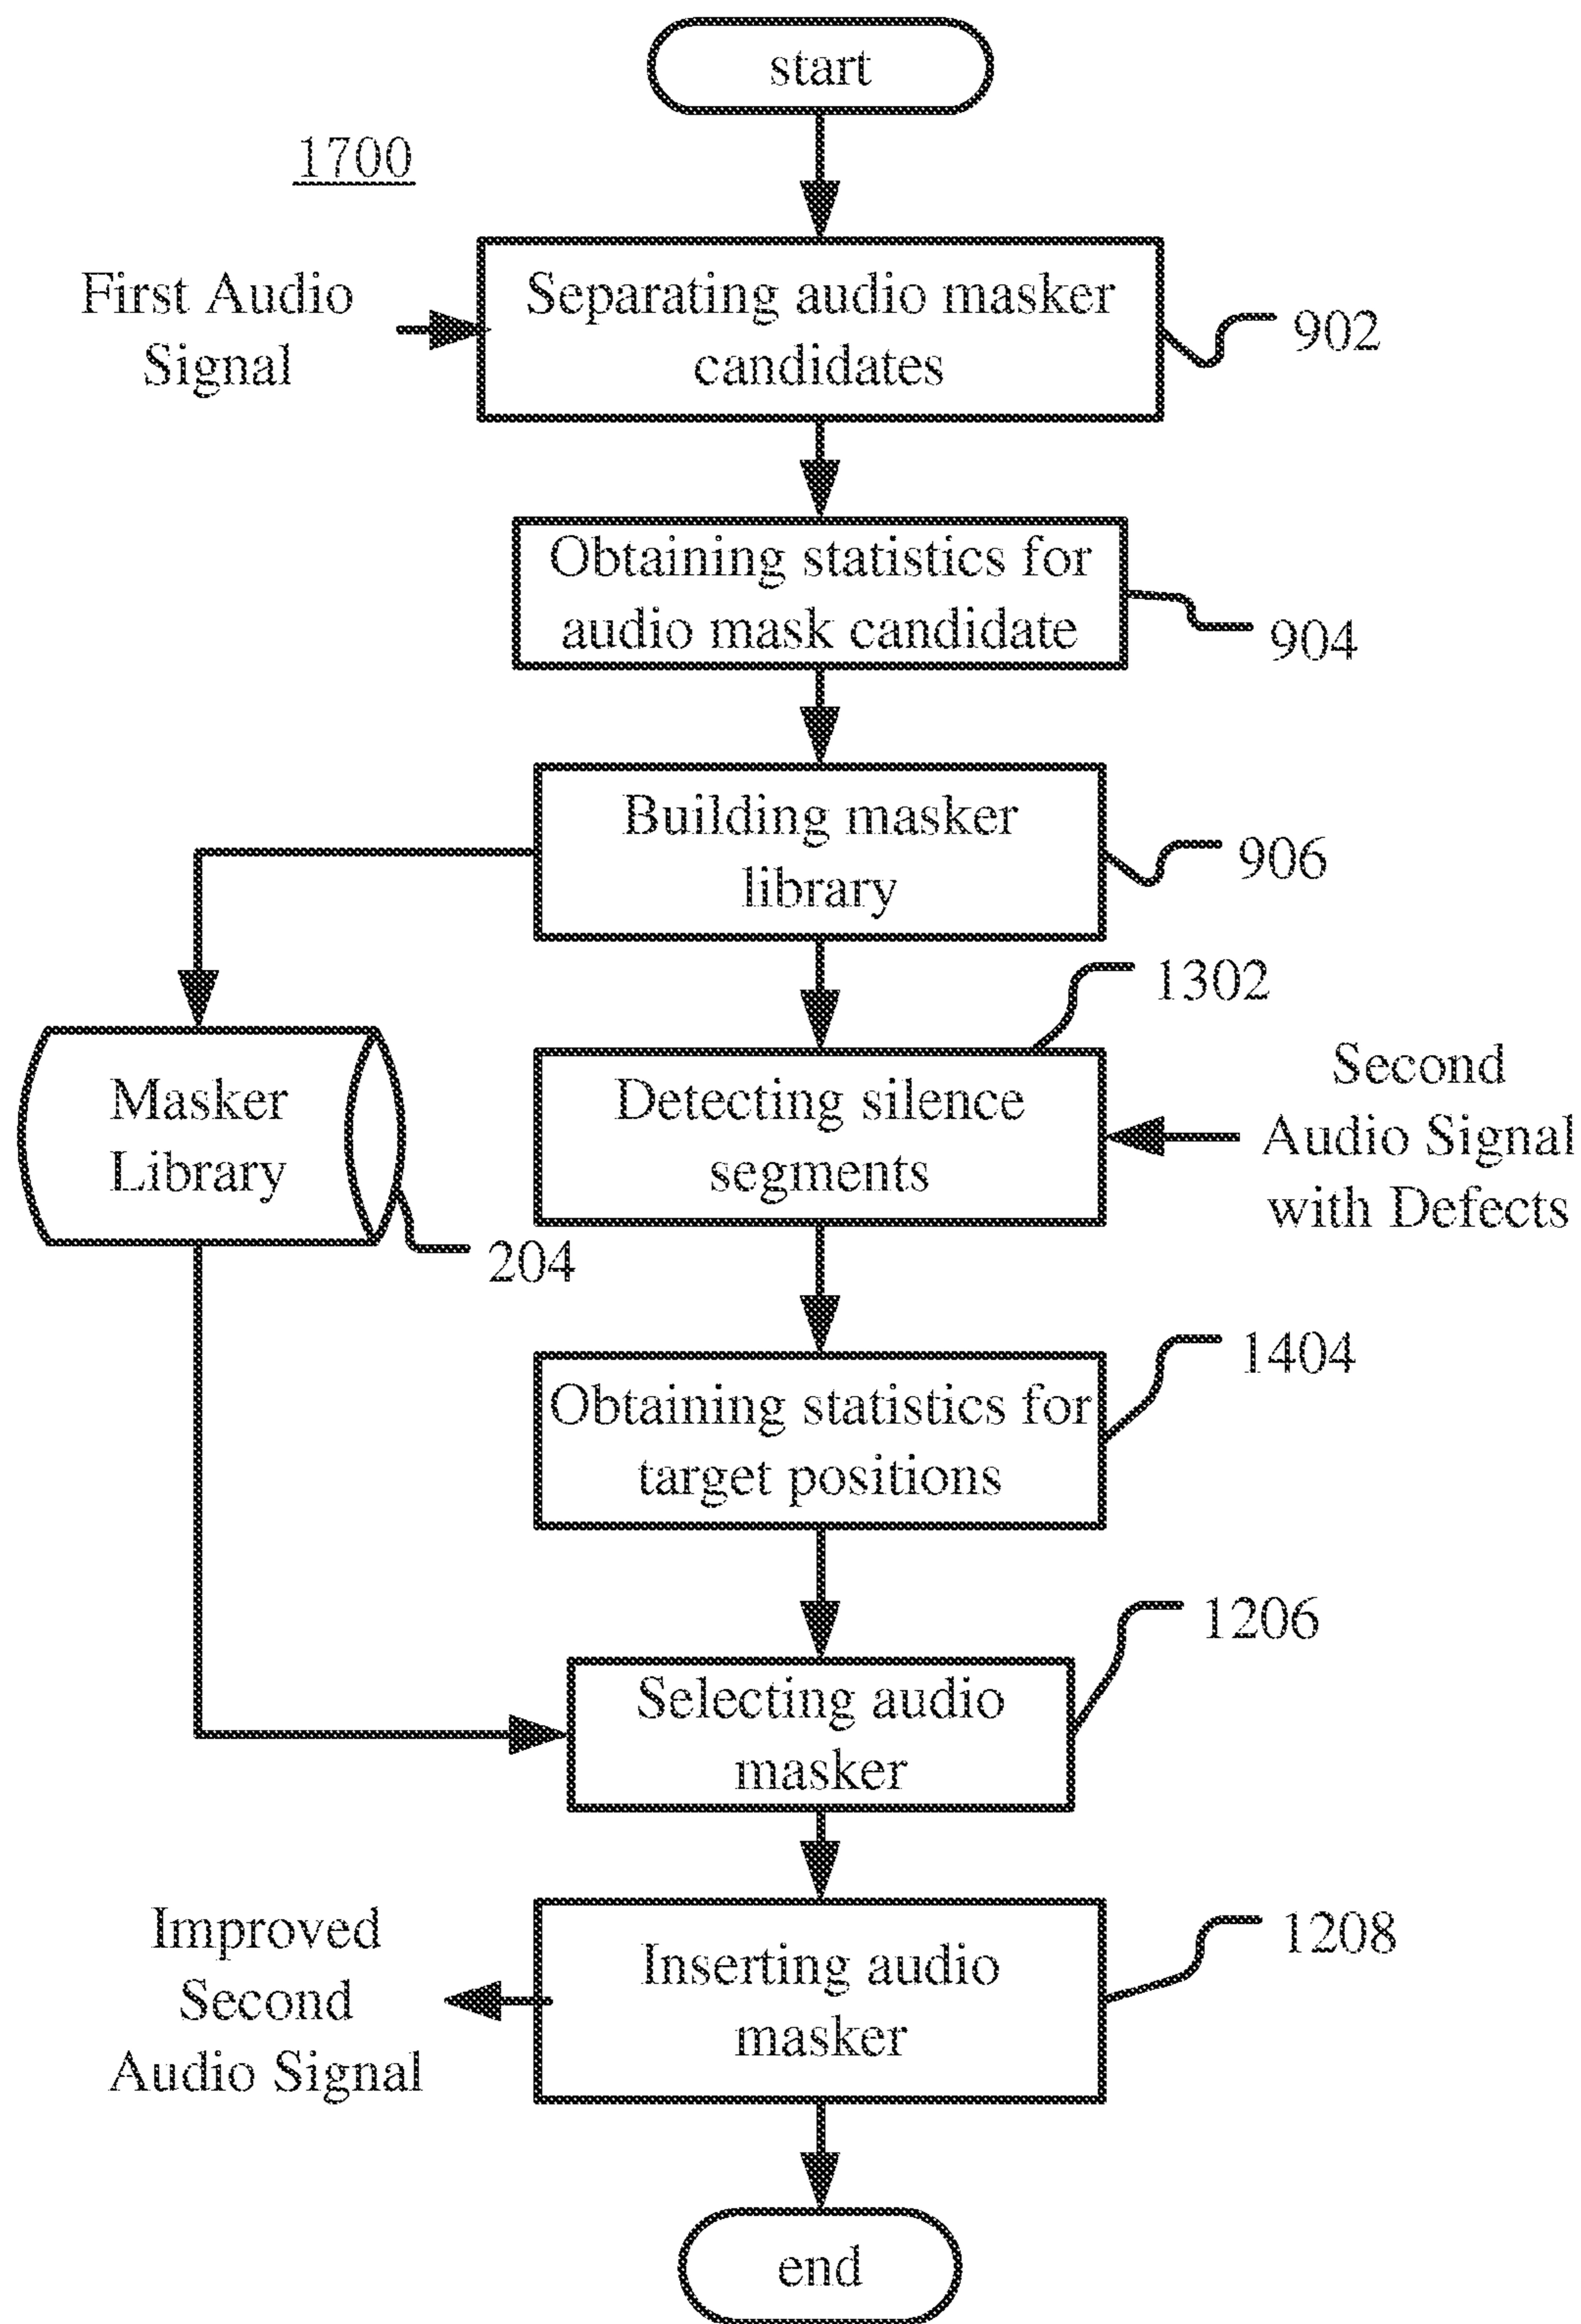 start
1700
First Audio
Signal
Separating audio masker
candidates
902
Obtaining statistics for
audio mask candidate
904
Building masker
library
906
1302
Masker
Library
204
Detecting silence
segments
Second
Audio Signal
with Defects
Obtaining statistics for
target positions
1404
Selecting audio
masker
1206
Improved
Second
Audio Signal
Inserting audio
masker
1208
end